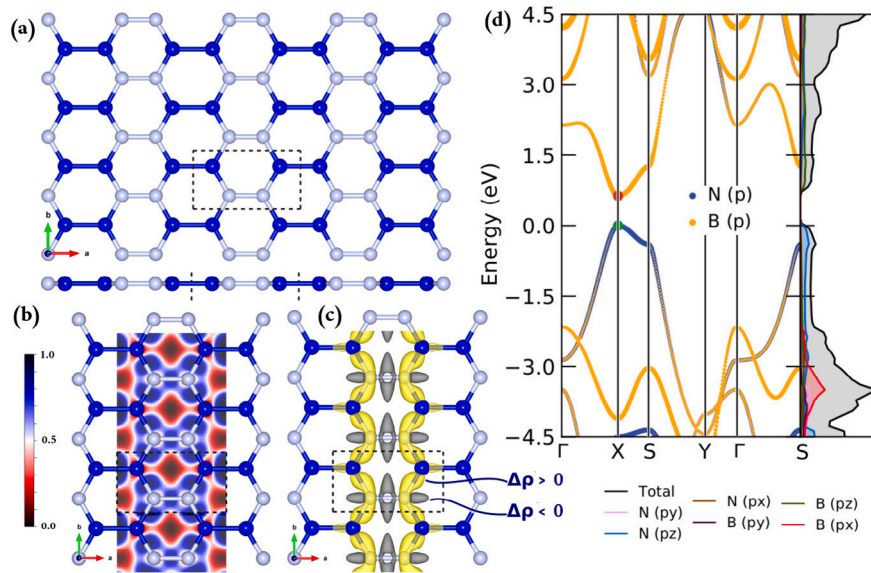 (a)
b
a
(b)
1.0
0.5
0.0
b
a
(c)
Δρ > 0
Δρ < 0
b
a
(d)
Energy (eV)
4.5
3.0
1.5
0.0
−1.5
−3.0
−4.5
N (p)
B (p)
Γ X S Y Γ S
Total N (px) B (pz)
N (py) B (py) B (px)
N (pz)